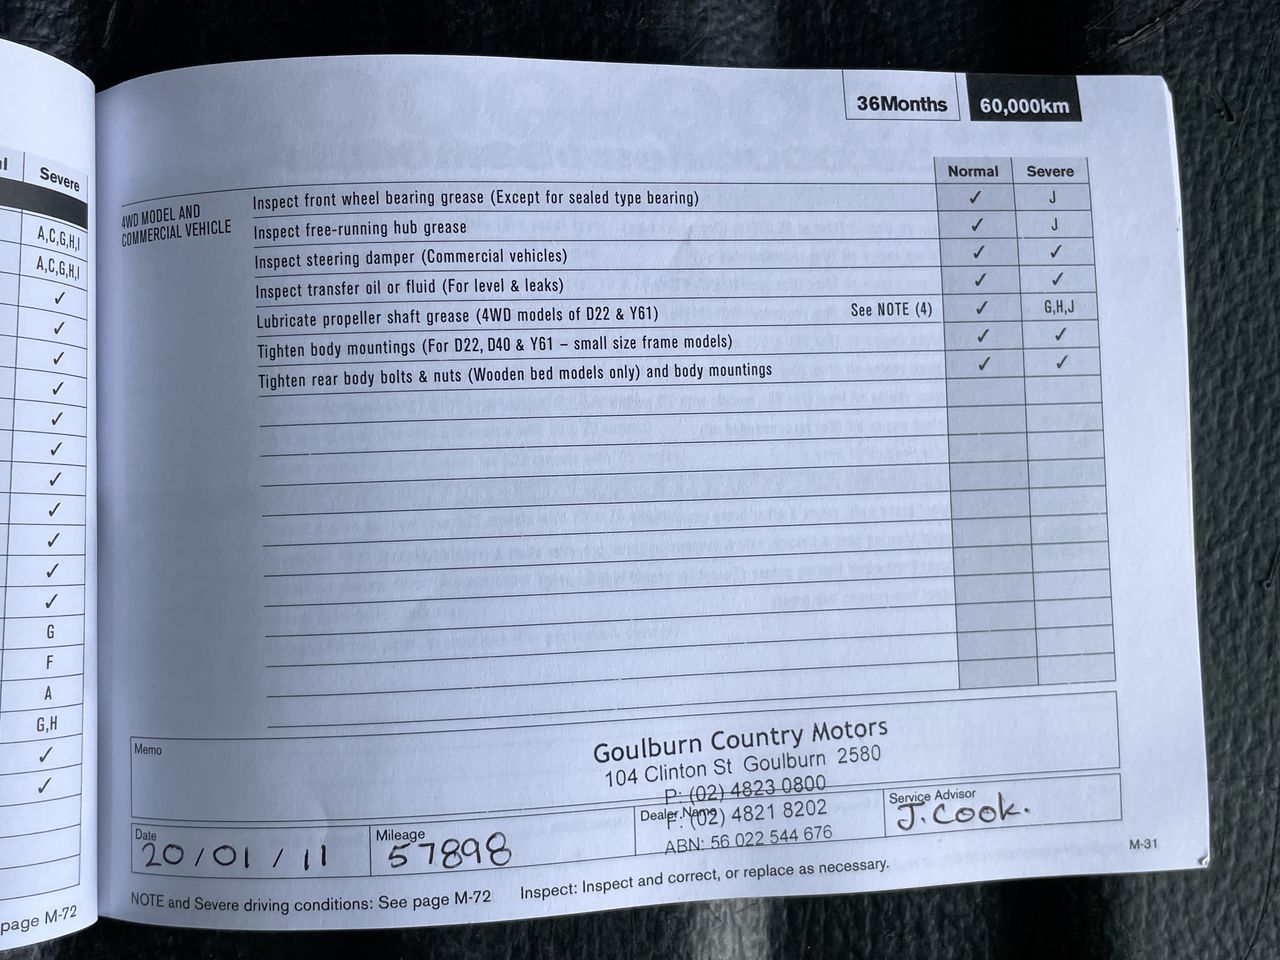 36Months 60,000km
l Severe
A,C,G,H,I
A,C,G,H,I
✓
✓
✓
✓
✓
✓
✓
✓
✓
✓
✓
G
F
A
G,H
✓
✓
page M-72
Normal Severe
4WD MODEL AND
COMMERCIAL VEHICLE
Inspect front wheel bearing grease (Except for sealed type bearing) ✓ J
Inspect free-running hub grease ✓ J
Inspect steering damper (Commercial vehicles) ✓ ✓
Inspect transfer oil or fluid (For level & leaks) ✓ ✓
Lubricate propeller shaft grease (4WD models of D22 & Y61) See NOTE (4) ✓ G,H,J
Tighten body mountings (For D22, D40 & Y61 – small size frame models) ✓ ✓
Tighten rear body bolts & nuts (Wooden bed models only) and body mountings ✓ ✓
Memo
Goulburn Country Motors
104 Clinton St Goulburn 2580
P: (02) 4823 0800
F: (02) 4821 8202
ABN: 56 022 544 676
Date
20/01/11
Mileage
57898
Dealer Name
Service Advisor
J. Cook.
NOTE and Severe driving conditions: See page M-72 Inspect: Inspect and correct, or replace as necessary.
M-31